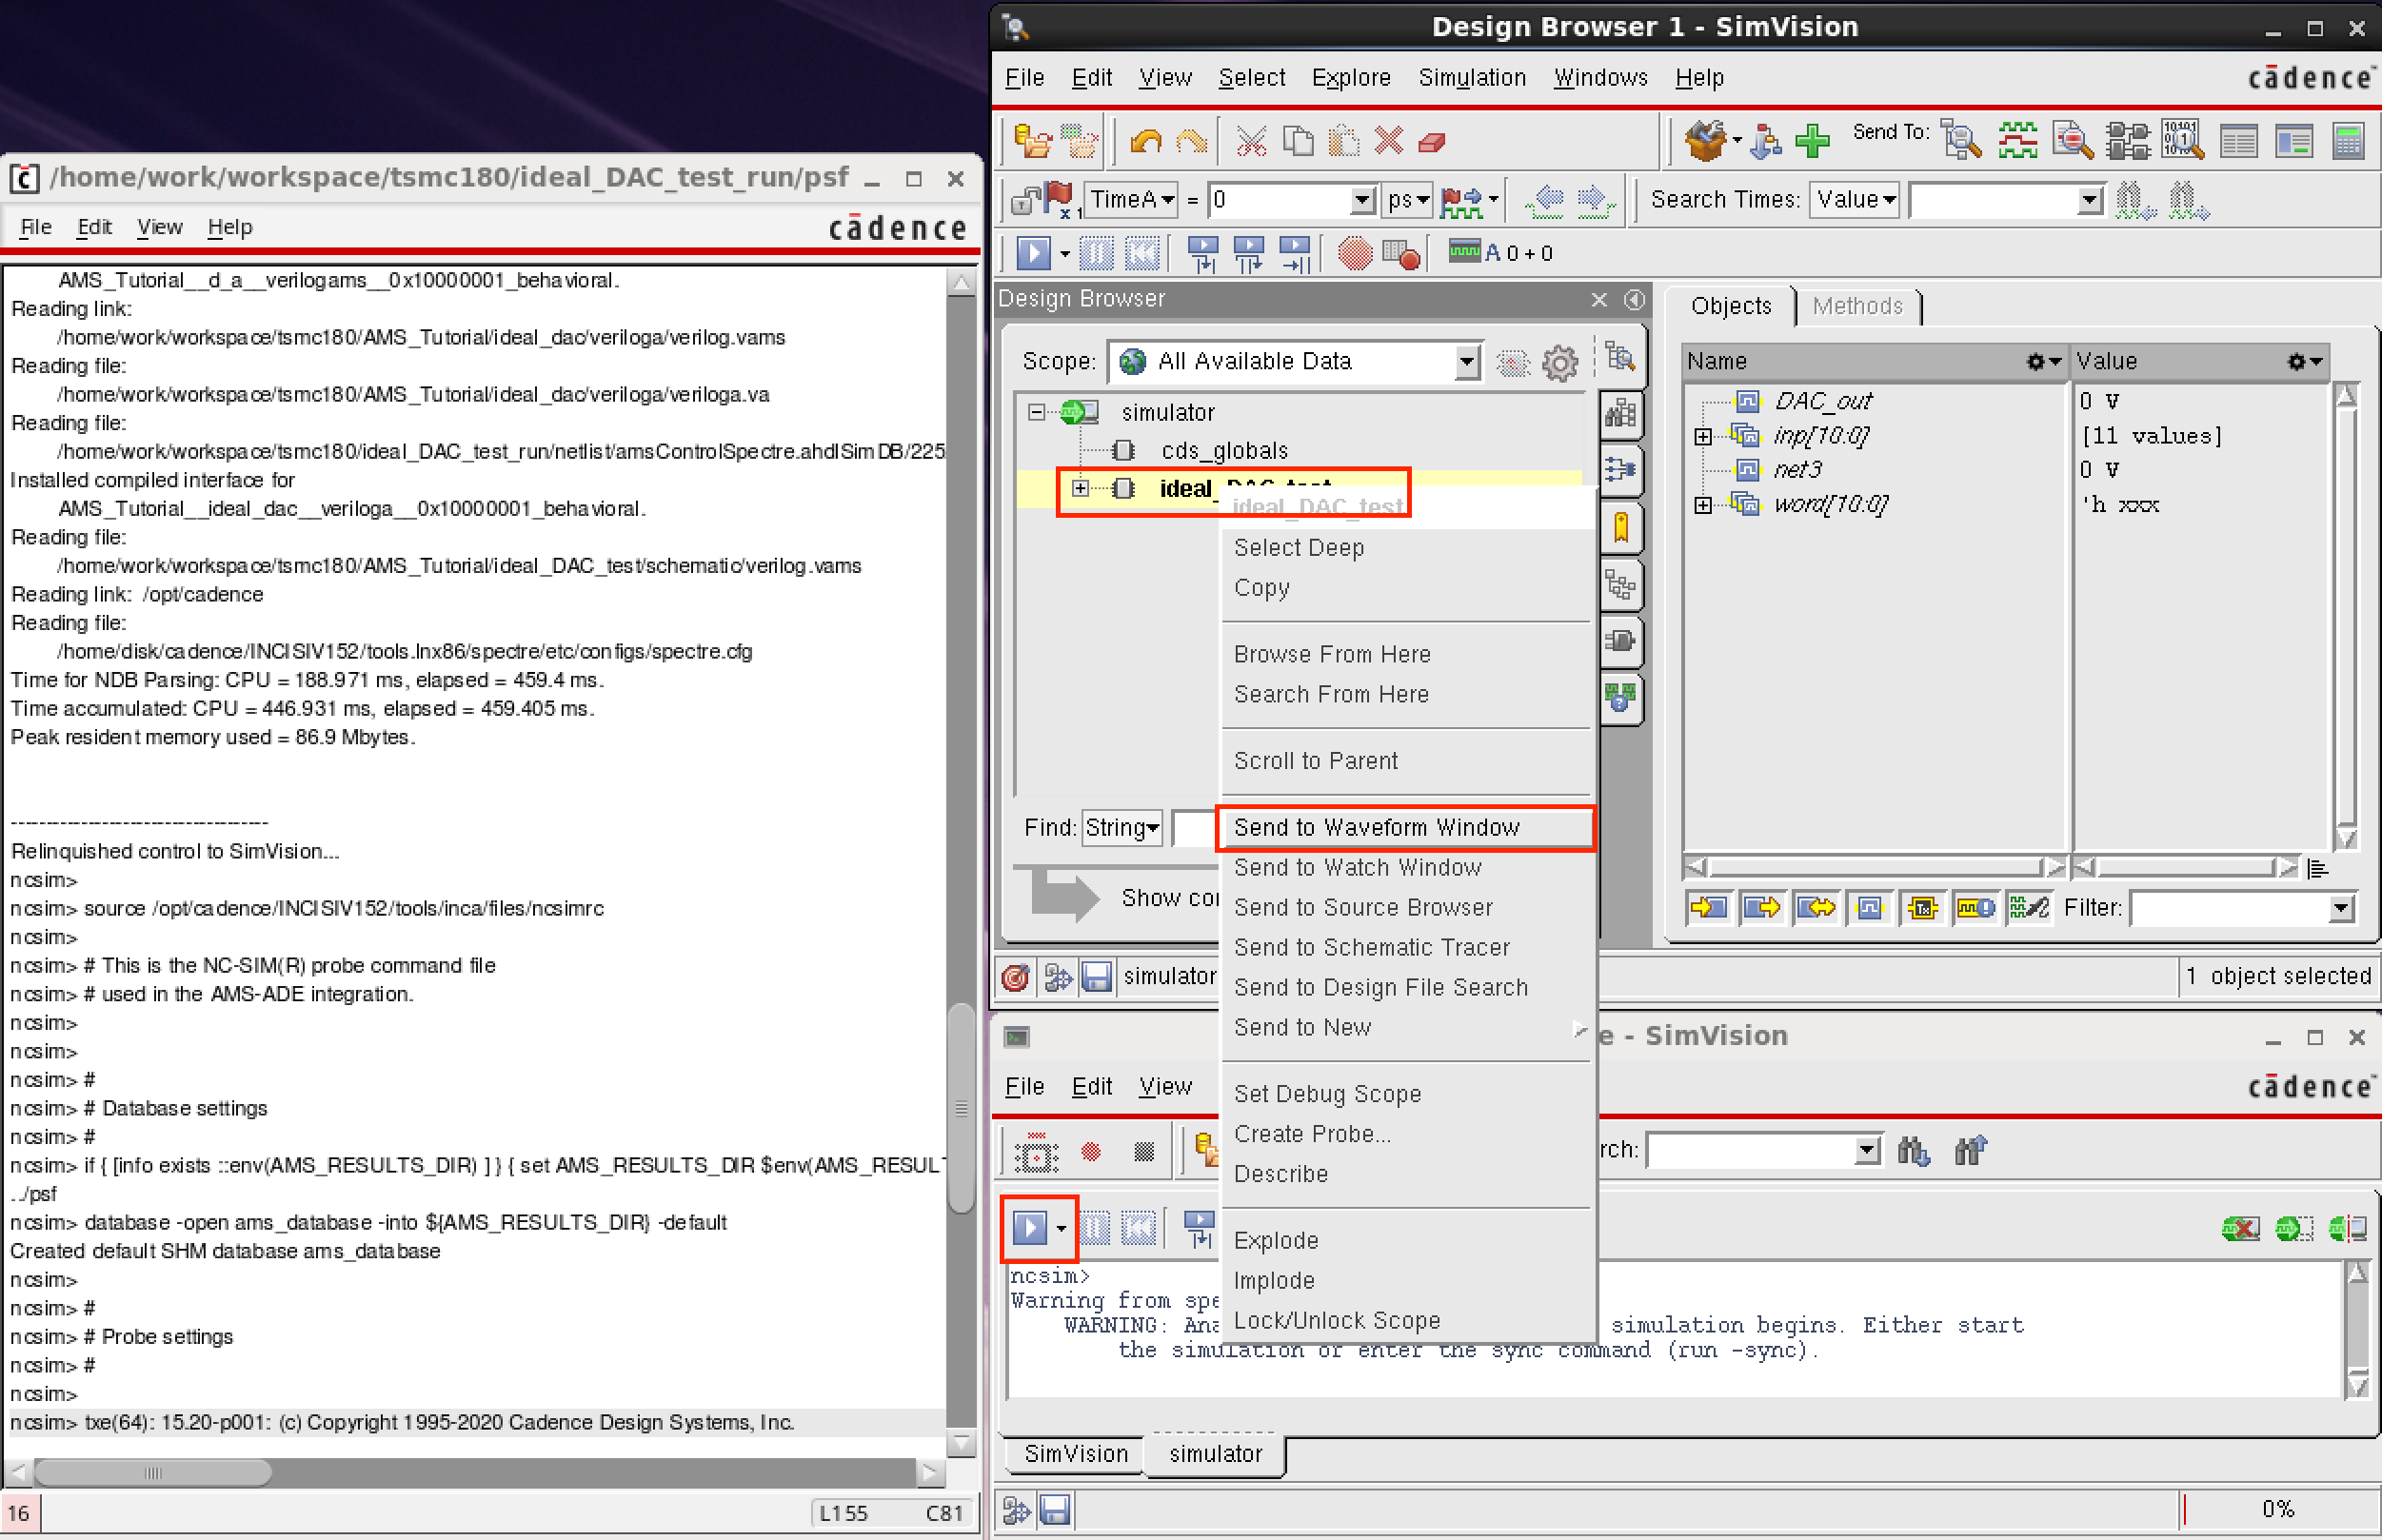 /home/work/workspace/tsmc180/ideal_DAC_test_run/psf
File Edit View Help
cādence
AMS_Tutorial__d_a__verilogams__0x10000001_behavioral.
Reading link:
/home/work/workspace/tsmc180/AMS_Tutorial/ideal_dac/veriloga/verilog.vams
Reading file:
/home/work/workspace/tsmc180/AMS_Tutorial/ideal_dac/veriloga/veriloga.va
Reading file:
/home/work/workspace/tsmc180/ideal_DAC_test_run/netlist/amsControlSpectre.ahdlSimDB/225
Installed compiled interface for
AMS_Tutorial__ideal_dac__veriloga__0x10000001_behavioral.
Reading file:
/home/work/workspace/tsmc180/AMS_Tutorial/ideal_DAC_test/schematic/verilog.vams
Reading link:  /opt/cadence
Reading file:
/home/disk/cadence/INCISIV152/tools.lnx86/spectre/etc/configs/spectre.cfg
Time for NDB Parsing: CPU = 188.971 ms, elapsed = 459.4 ms.
Time accumulated: CPU = 446.931 ms, elapsed = 459.405 ms.
Peak resident memory used = 86.9 Mbytes.
------------------------------------
Relinquished control to SimVision...
ncsim>
ncsim> source /opt/cadence/INCISIV152/tools/inca/files/ncsimrc
ncsim>
ncsim> # This is the NC-SIM(R) probe command file
ncsim> # used in the AMS-ADE integration.
ncsim>
ncsim>
ncsim> #
ncsim> # Database settings
ncsim> #
ncsim> if { [info exists ::env(AMS_RESULTS_DIR) ] } { set AMS_RESULTS_DIR $env(AMS_RESULT
../psf
ncsim> database -open ams_database -into ${AMS_RESULTS_DIR} -default
Created default SHM database ams_database
ncsim>
ncsim> #
ncsim> # Probe settings
ncsim> #
ncsim>
ncsim> txe(64): 15.20-p001: (c) Copyright 1995-2020 Cadence Design Systems, Inc.
16 L155 C81
Design Browser 1 - SimVision
File Edit View Select Explore Simulation Windows Help
cādence
Send To:
TimeA = 0 ps Search Times: Value
A 0 + 0
Design Browser
Scope: All Available Data
simulator
cds_globals
ideal_DAC_test
Find: String
Show
simulator
1 object selected
Objects Methods
Name Value
DAC_out 0 V
inp[10:0] [11 values]
net3 0 V
word[10:0] 'h xxx
Filter:
ideal_DAC_test
Select Deep
Copy
Browse From Here
Search From Here
Scroll to Parent
Send to Waveform Window
Send to Watch Window
Send to Source Browser
Send to Schematic Tracer
Send to Design File Search
Send to New
Set Debug Scope
Create Probe...
Describe
Explode
Implode
Lock/Unlock Scope
e - SimVision
File Edit View
cādence
rch:
ncsim>
Warning from spe
WARNING: Ana simulation begins. Either start
the simulation or enter the sync command (run -sync).
SimVision simulator
0%